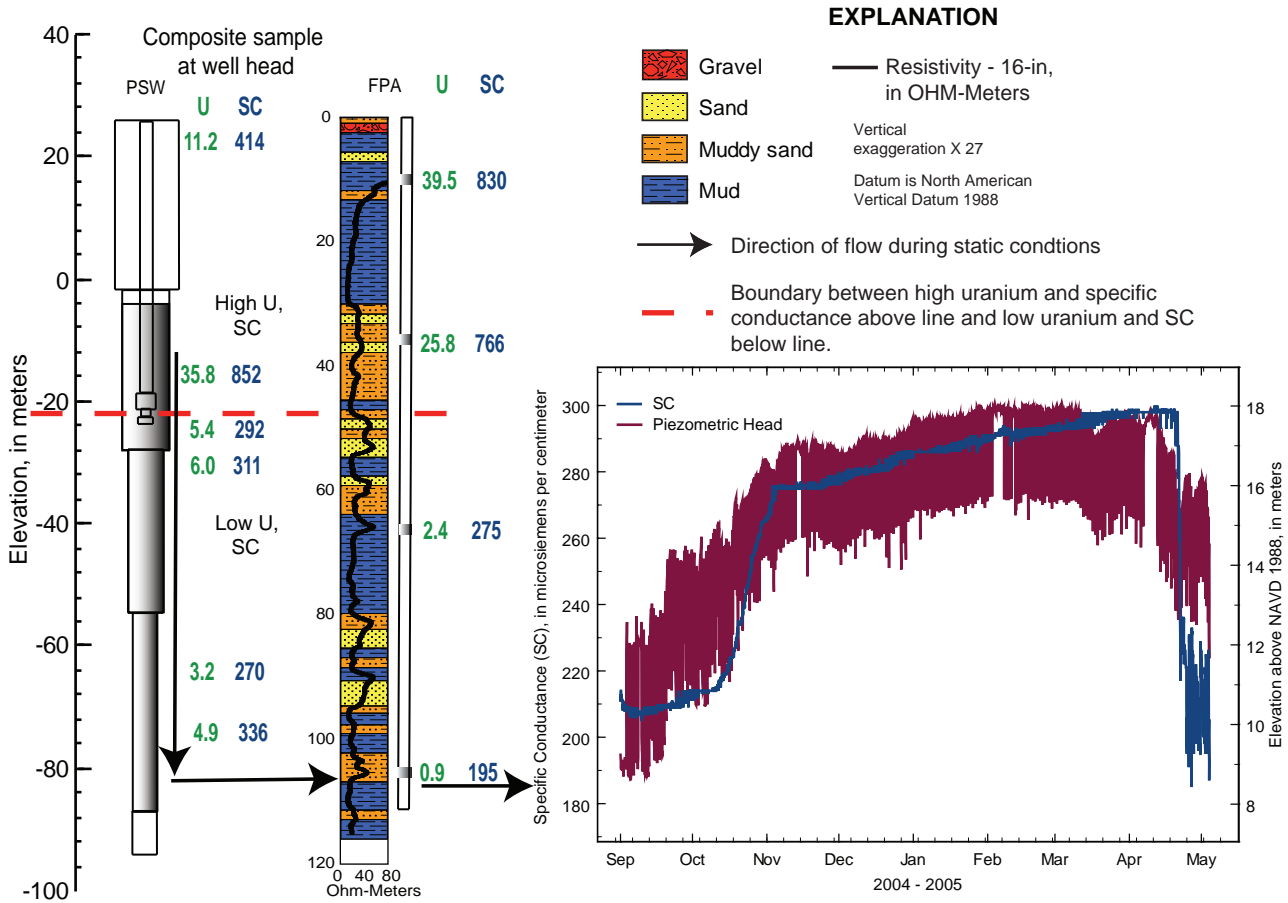 EXPLANATION
Composite sample
at well head
PSW
U SC
11.2 414
High U,
SC
35.8 852
5.4 292
6.0 311
Low U,
SC
3.2 270
4.9 336
Elevation, in meters
40
20
0
-20
-40
-60
-80
-100
FPA U SC
39.5 830
25.8 766
2.4 275
0.9 195
0
20
40
60
80
100
120
0 40 80
Ohm-Meters
Gravel
Sand
Muddy sand
Mud
Resistivity - 16-in,
in OHM-Meters
Vertical
exaggeration X 27
Datum is North American
Vertical Datum 1988
Direction of flow during static condtions
Boundary between high uranium and specific
conductance above line and low uranium and SC
below line.
SC
Piezometric Head
Specific Conductance (SC), in microsiemens per centimeter
300
280
260
240
220
200
180
Elevation above NAVD 1988, in meters
18
16
14
12
10
8
Sep Oct Nov Dec Jan Feb Mar Apr May
2004 - 2005